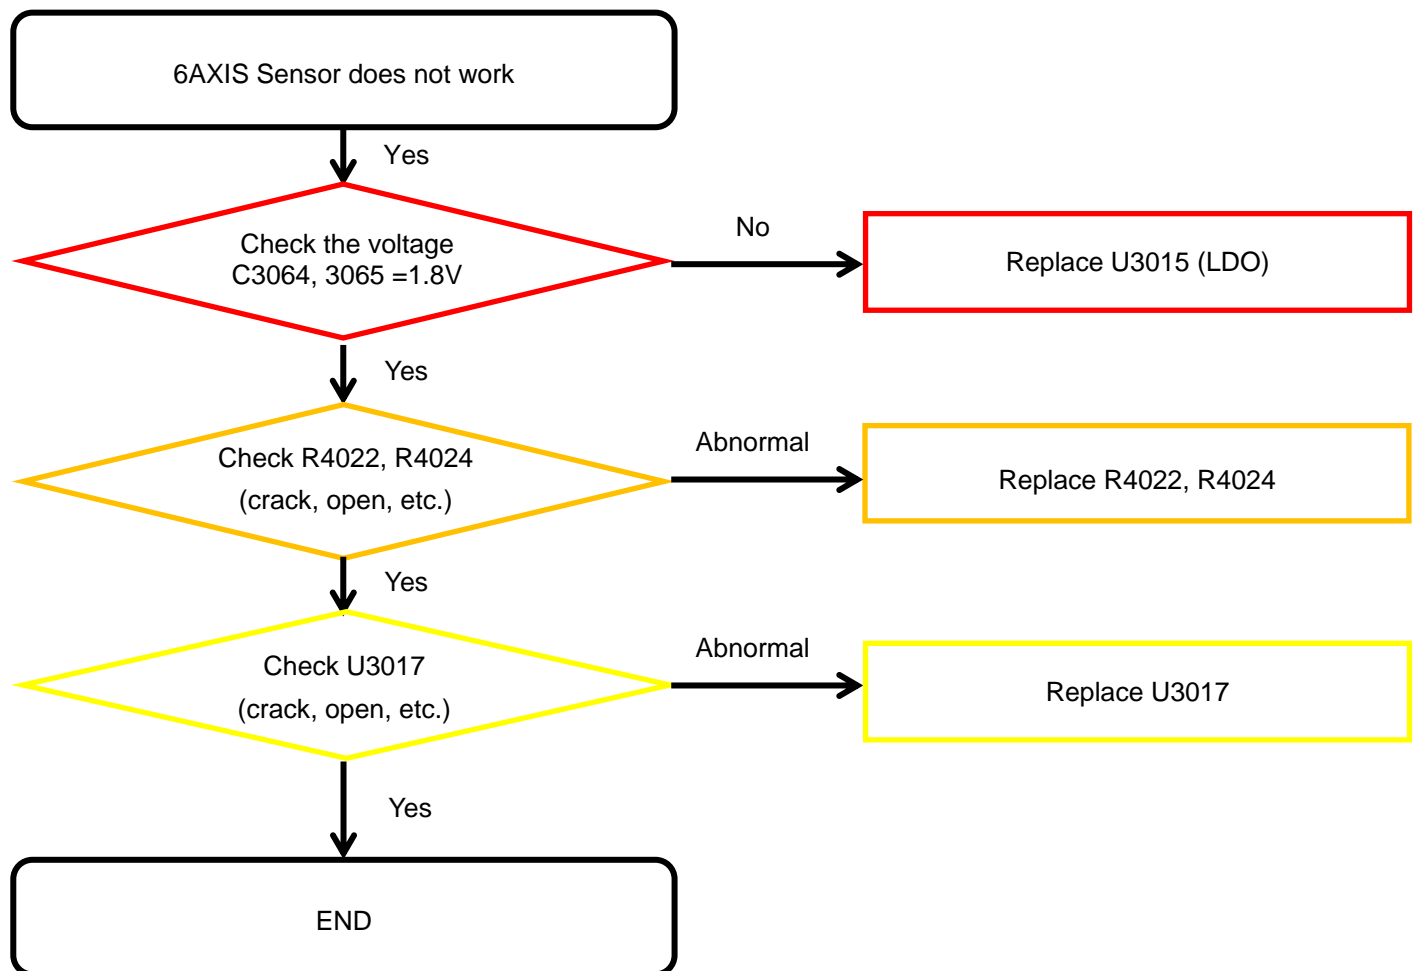 6AXIS Sensor does not work
Yes
Check the voltage
C3064, 3065 =1.8V
No
Replace U3015 (LDO)
Yes
Check R4022, R4024
(crack, open, etc.)
Abnormal
Replace R4022, R4024
Yes
Check U3017
(crack, open, etc.)
Abnormal
Replace U3017
Yes
END